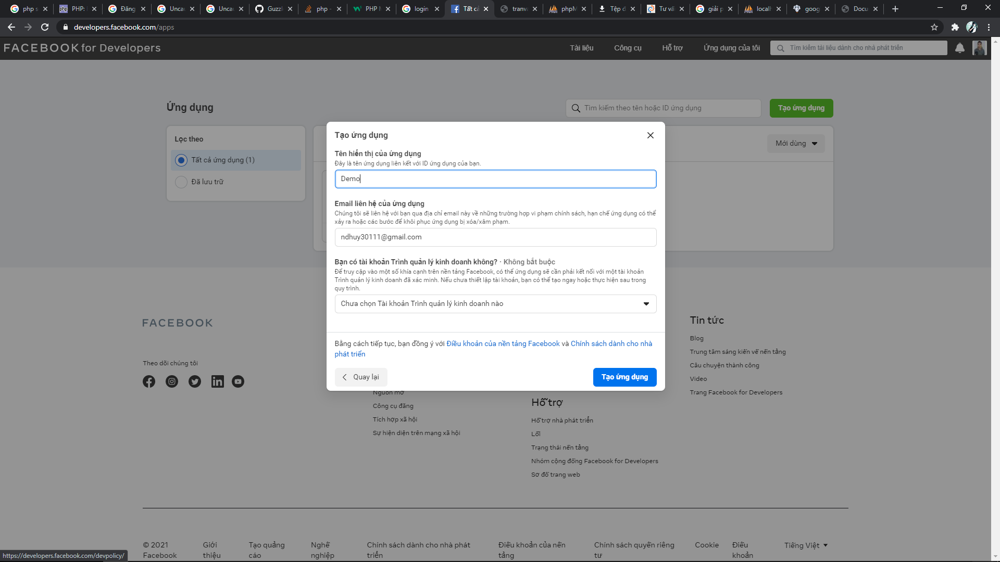 php s
PHP:
Đăng
Uncau
Uncau
Guzzl
php -
PHP
login
Tất cả
tranva
phpM
Tệp đ
Tư vấ
giải p
local
goog
Docu
developers.facebook.com/apps
FACEBOOK for Developers
Tài liệu
Công cụ
Hỗ trợ
Ứng dụng của tôi
Tìm kiếm tài liệu dành cho nhà phát triển
Ứng dụng
Tìm kiếm theo tên hoặc ID ứng dụng
Tạo ứng dụng
Lọc theo
Tất cả ứng dụng (1)
Đã lưu trữ
Mới dùng
Tạo ứng dụng
Tên hiển thị của ứng dụng
Đây là tên ứng dụng liên kết với ID ứng dụng của bạn.
Demo
Email liên hệ của ứng dụng
Chúng tôi sẽ liên hệ với bạn qua địa chỉ email này về những trường hợp vi phạm chính sách, hạn chế ứng dụng có thể
xảy ra hoặc các bước để khôi phục ứng dụng bị xóa/xâm phạm.
ndhuy30111@gmail.com
Bạn có tài khoản Trình quản lý kinh doanh không? · Không bắt buộc
Để truy cập vào một số khía cạnh trên nền tảng Facebook, có thể ứng dụng sẽ cần phải kết nối với một tài khoản
Trình quản lý kinh doanh đã xác minh. Nếu chưa thiết lập tài khoản, bạn có thể tạo ngay hoặc thực hiện sau trong
quy trình.
Chưa chọn Tài khoản Trình quản lý kinh doanh nào
Bằng cách tiếp tục, bạn đồng ý với Điều khoản của nền tảng Facebook và Chính sách dành cho nhà
phát triển
Quay lại
Tạo ứng dụng
FACEBOOK
Theo dõi chúng tôi
Nguồn mở
Công cụ đăng
Tích hợp xã hội
Sự hiện diện trên mạng xã hội
Hỗ trợ
Hỗ trợ nhà phát triển
Lỗi
Trạng thái nền tảng
Nhóm cộng đồng Facebook for Developers
Sơ đồ trang web
Tin tức
Blog
Trung tâm sáng kiến về nền tảng
Câu chuyện thành công
Video
Trang Facebook for Developers
© 2021
Facebook
Giới
thiệu
Tạo quảng
cáo
Nghề
nghiệp
Chính sách dành cho nhà phát
triển
Điều khoản của nền
tảng
Chính sách quyền riêng
tư
Cookie
Điều
khoản
Tiếng Việt
https://developers.facebook.com/devpolicy/